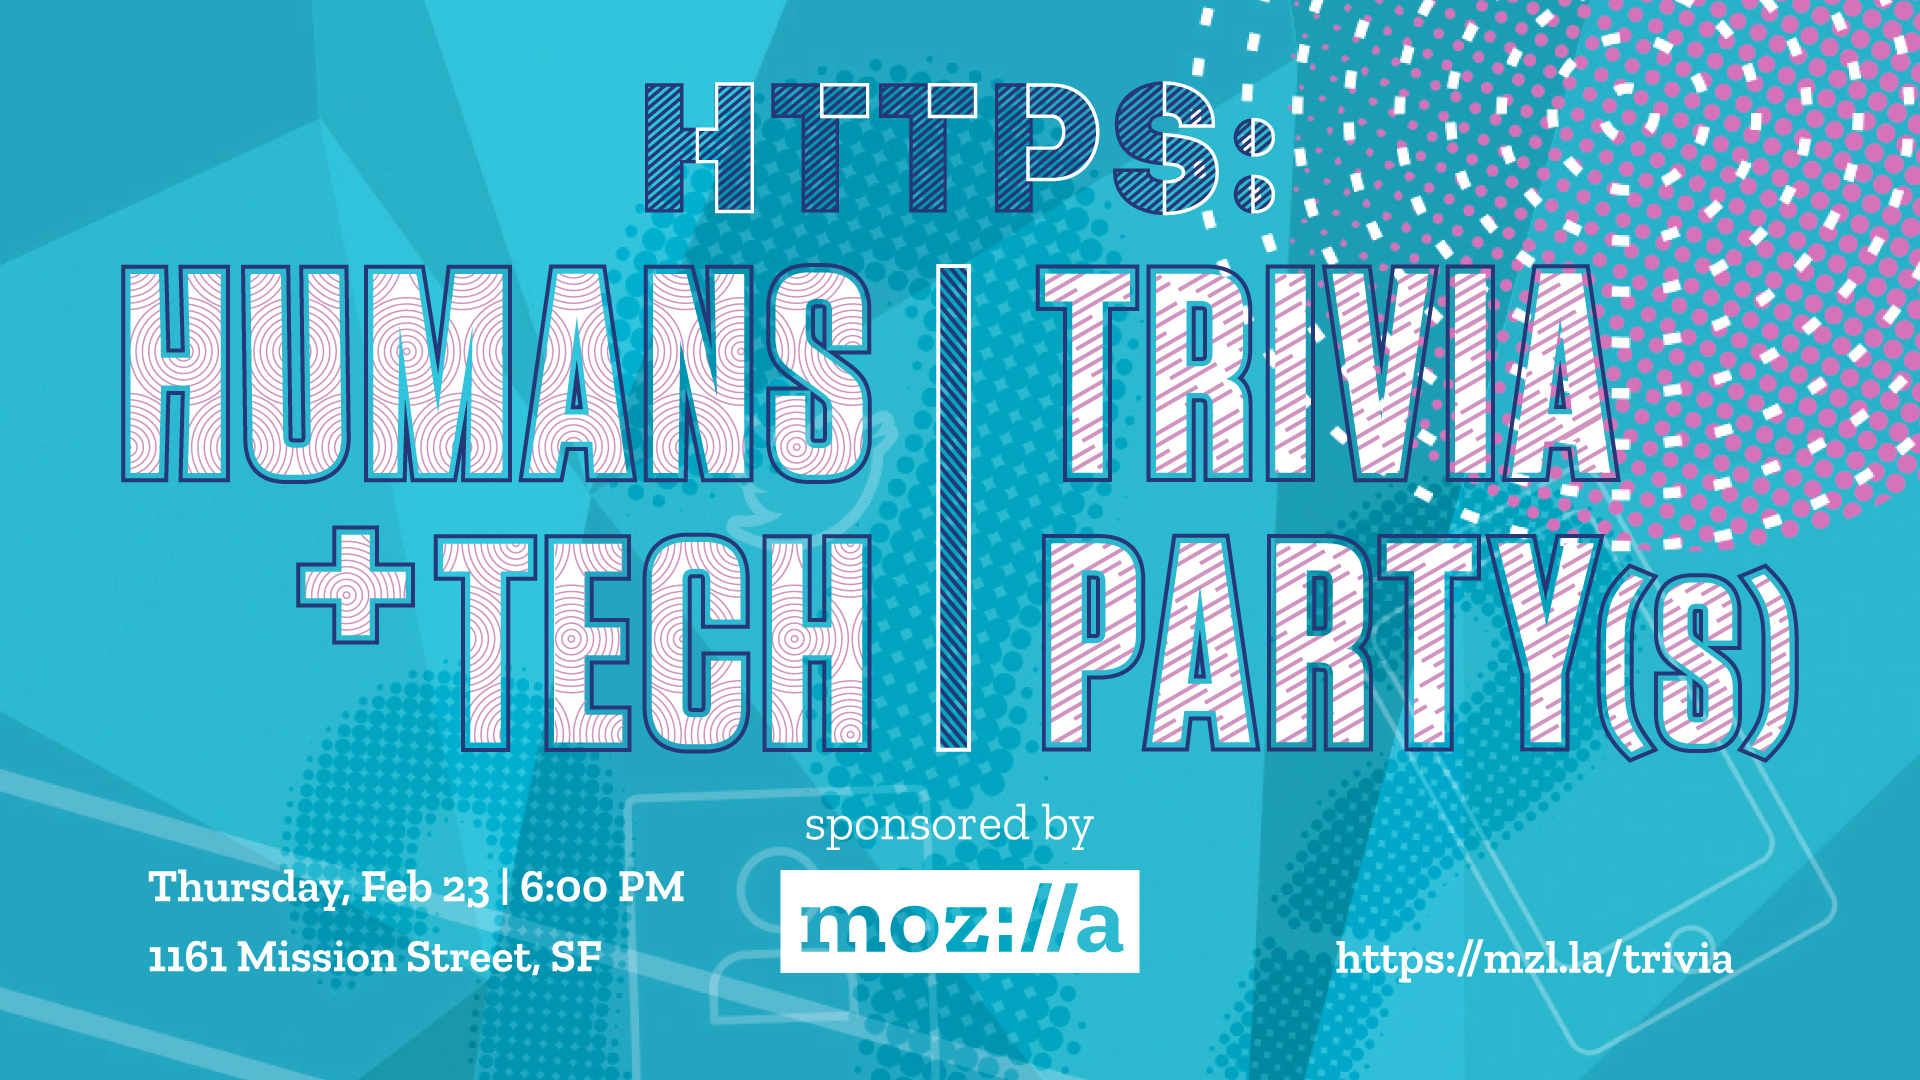 HTTPS:
HUMANS | TRIVIA
+TECH | PARTY(S)
sponsored by
moz://a
Thursday, Feb 23 | 6:00 PM
1161 Mission Street, SF
https://mzl.la/trivia